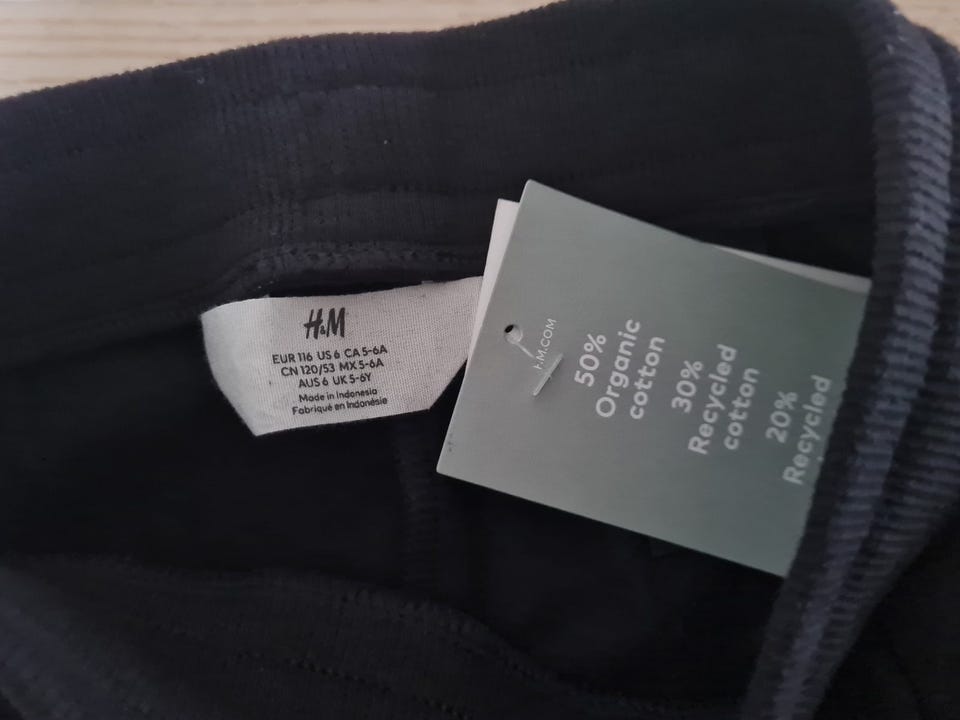 H&M
EUR 116 US 6 CA 5-6A
CN 120/53 MX 5-6A
AUS 6 UK 5-6Y
Made in Indonesia
Fabriqué en Indonésie
HM.COM
50%
Organic
cotton
30%
Recycled
cotton
20%
Recycled